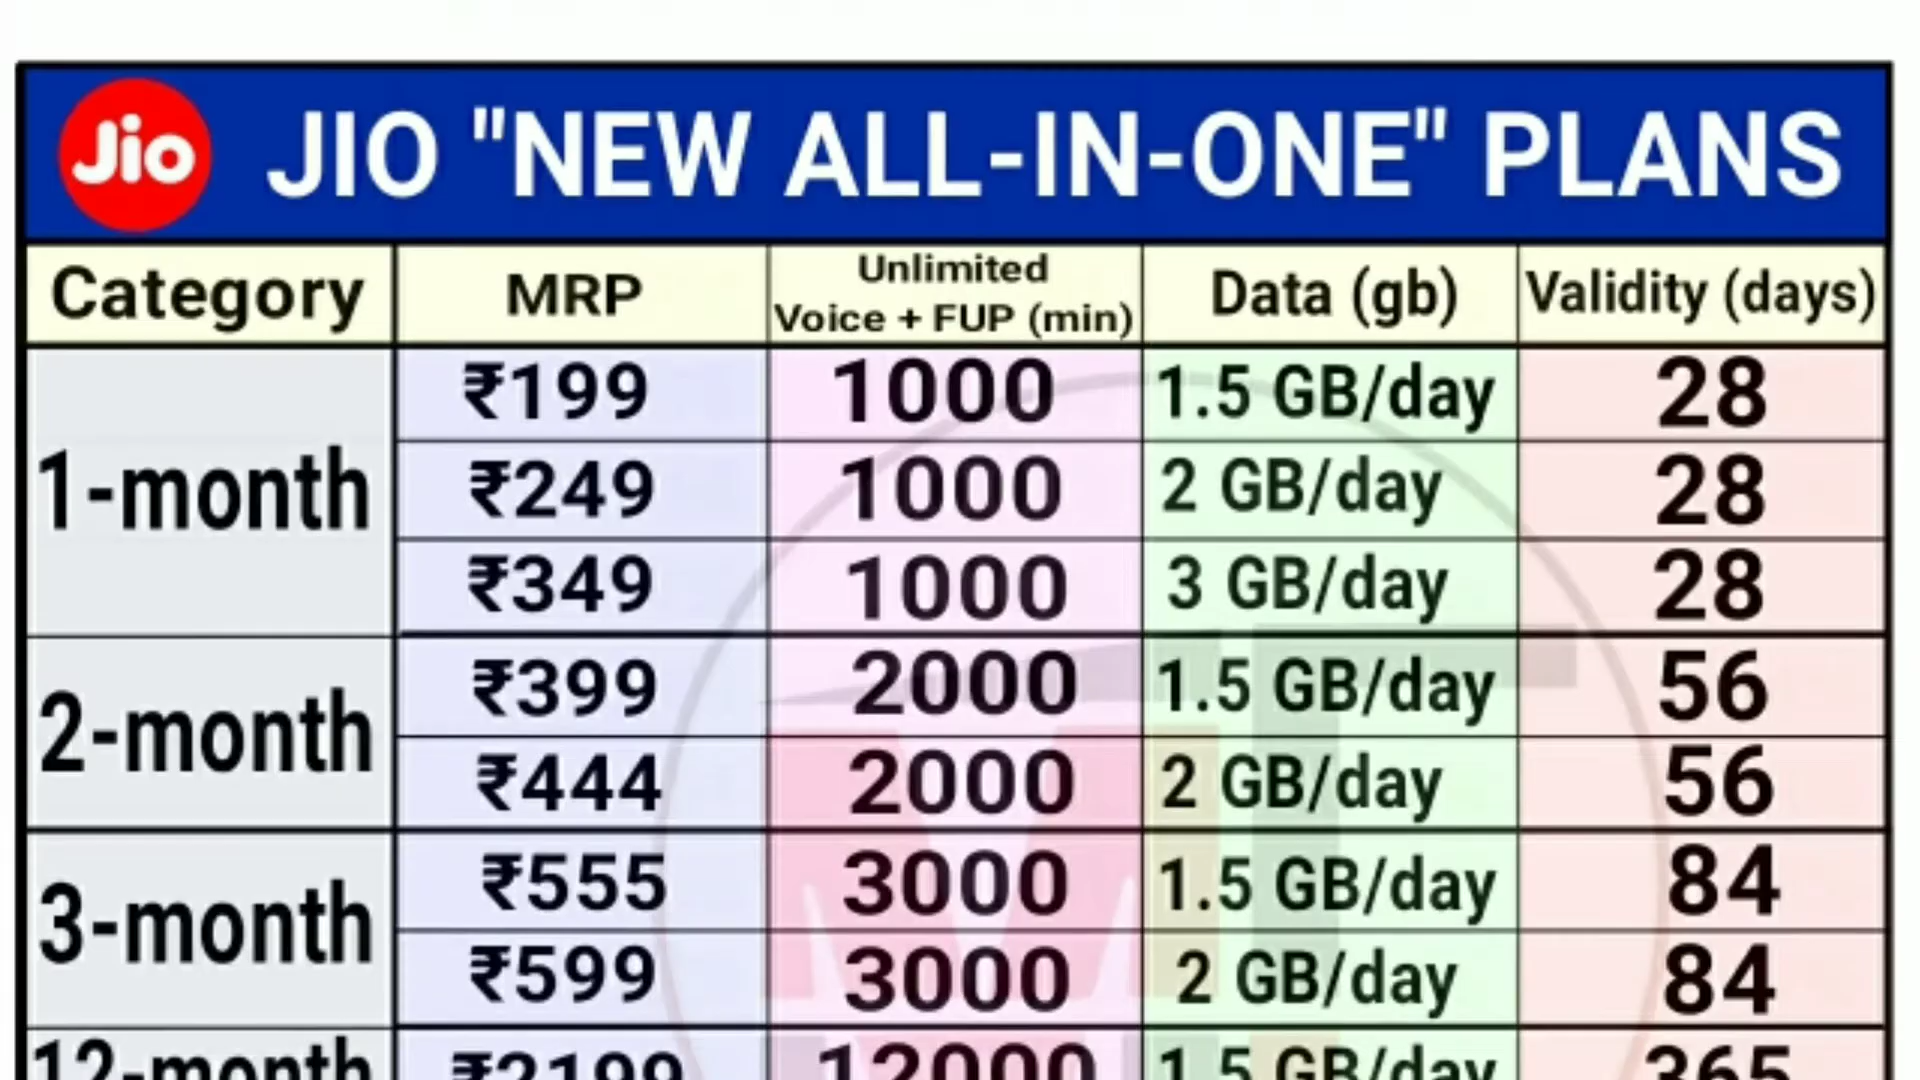 Jio
JIO "NEW ALL-IN-ONE" PLANS
Category MRP Unlimited Voice + FUP (min) Data (gb) Validity (days)
1-month
₹199 1000 1.5 GB/day 28
₹249 1000 2 GB/day 28
₹349 1000 3 GB/day 28
2-month
₹399 2000 1.5 GB/day 56
₹444 2000 2 GB/day 56
3-month
₹555 3000 1.5 GB/day 84
₹599 3000 2 GB/day 84
12-month ₹2199 12000 1.5 GB/day 365